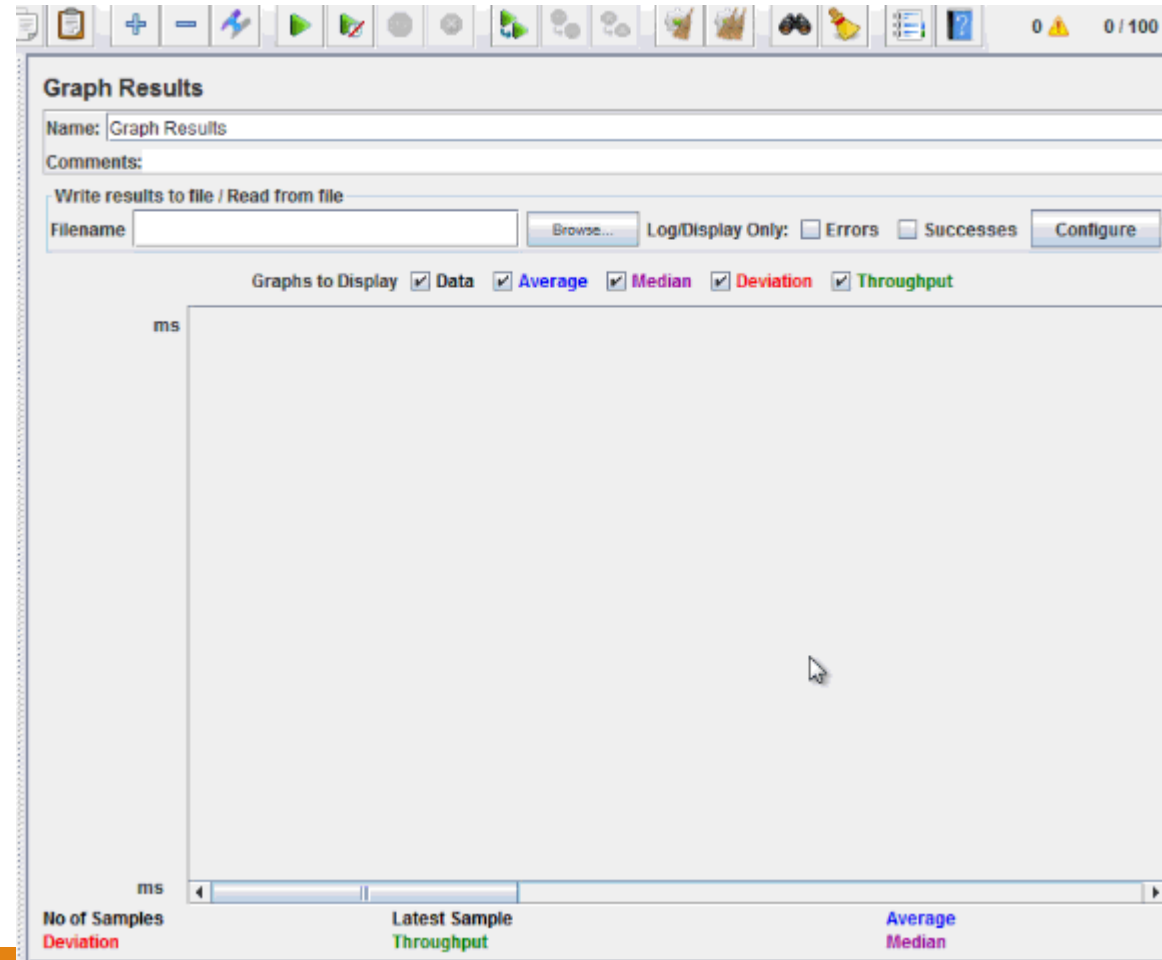 0 0 / 100
Graph Results
Name: Graph Results
Comments:
Write results to file / Read from file
Filename Browse... Log/Display Only: Errors Successes Configure
Graphs to Display Data Average Median Deviation Throughput
ms
ms
No of Samples Latest Sample Average
Deviation Throughput Median